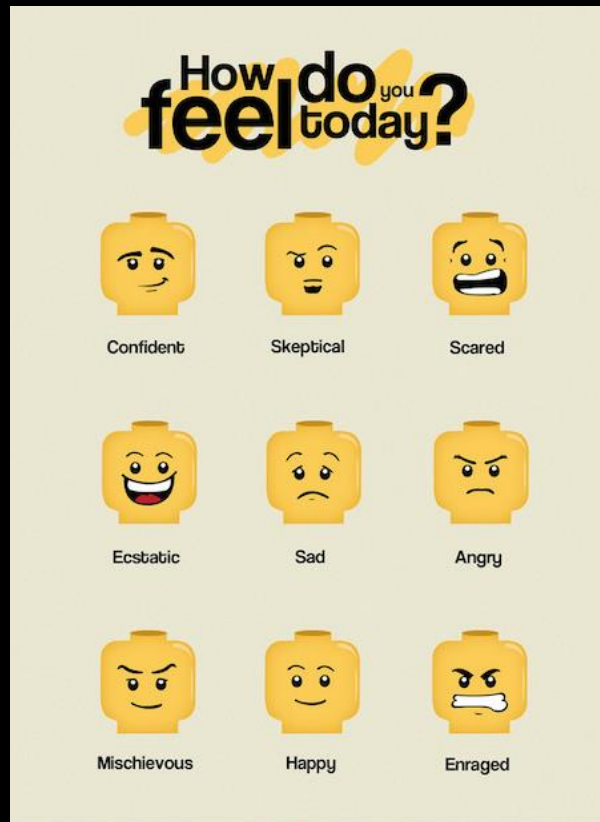 How do you
feel today?
Confident
Skeptical
Scared
Ecstatic
Sad
Angry
Mischievous
Happy
Enraged